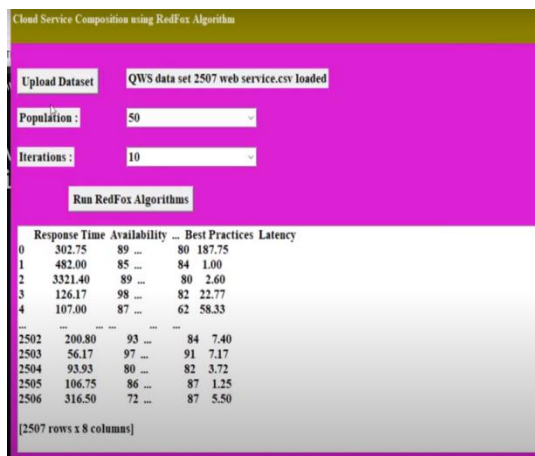 Cloud Service Composition using RedFox Algorithm
Upload Dataset QWS data set 2507 web service.csv loaded
Population : 50
Iterations : 10
Run RedFox Algorithms
Response Time Availability ... Best Practices Latency
0 302.75 89 ... 80 187.75
1 482.00 85 ... 84 1.00
2 3321.40 89 ... 80 2.60
3 126.17 98 ... 82 22.77
4 107.00 87 ... 62 58.33
... ... ... ... ... ...
2502 200.80 93 ... 84 7.40
2503 56.17 97 ... 91 7.17
2504 93.93 80 ... 82 3.72
2505 106.75 86 ... 87 1.25
2506 316.50 72 ... 87 5.50
[2507 rows x 8 columns]